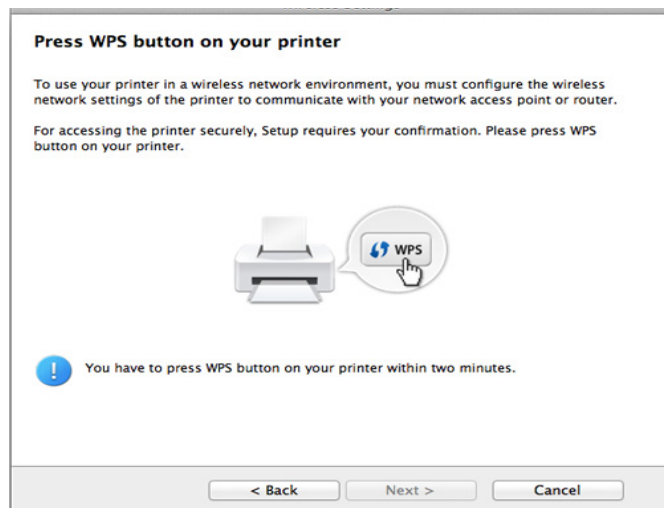 Press WPS button on your printer
To use your printer in a wireless network environment, you must configure the wireless
network settings of the printer to communicate with your network access point or router.
For accessing the printer securely, Setup requires your confirmation. Please press WPS
button on your printer.
WPS
You have to press WPS button on your printer within two minutes.
< Back Next > Cancel